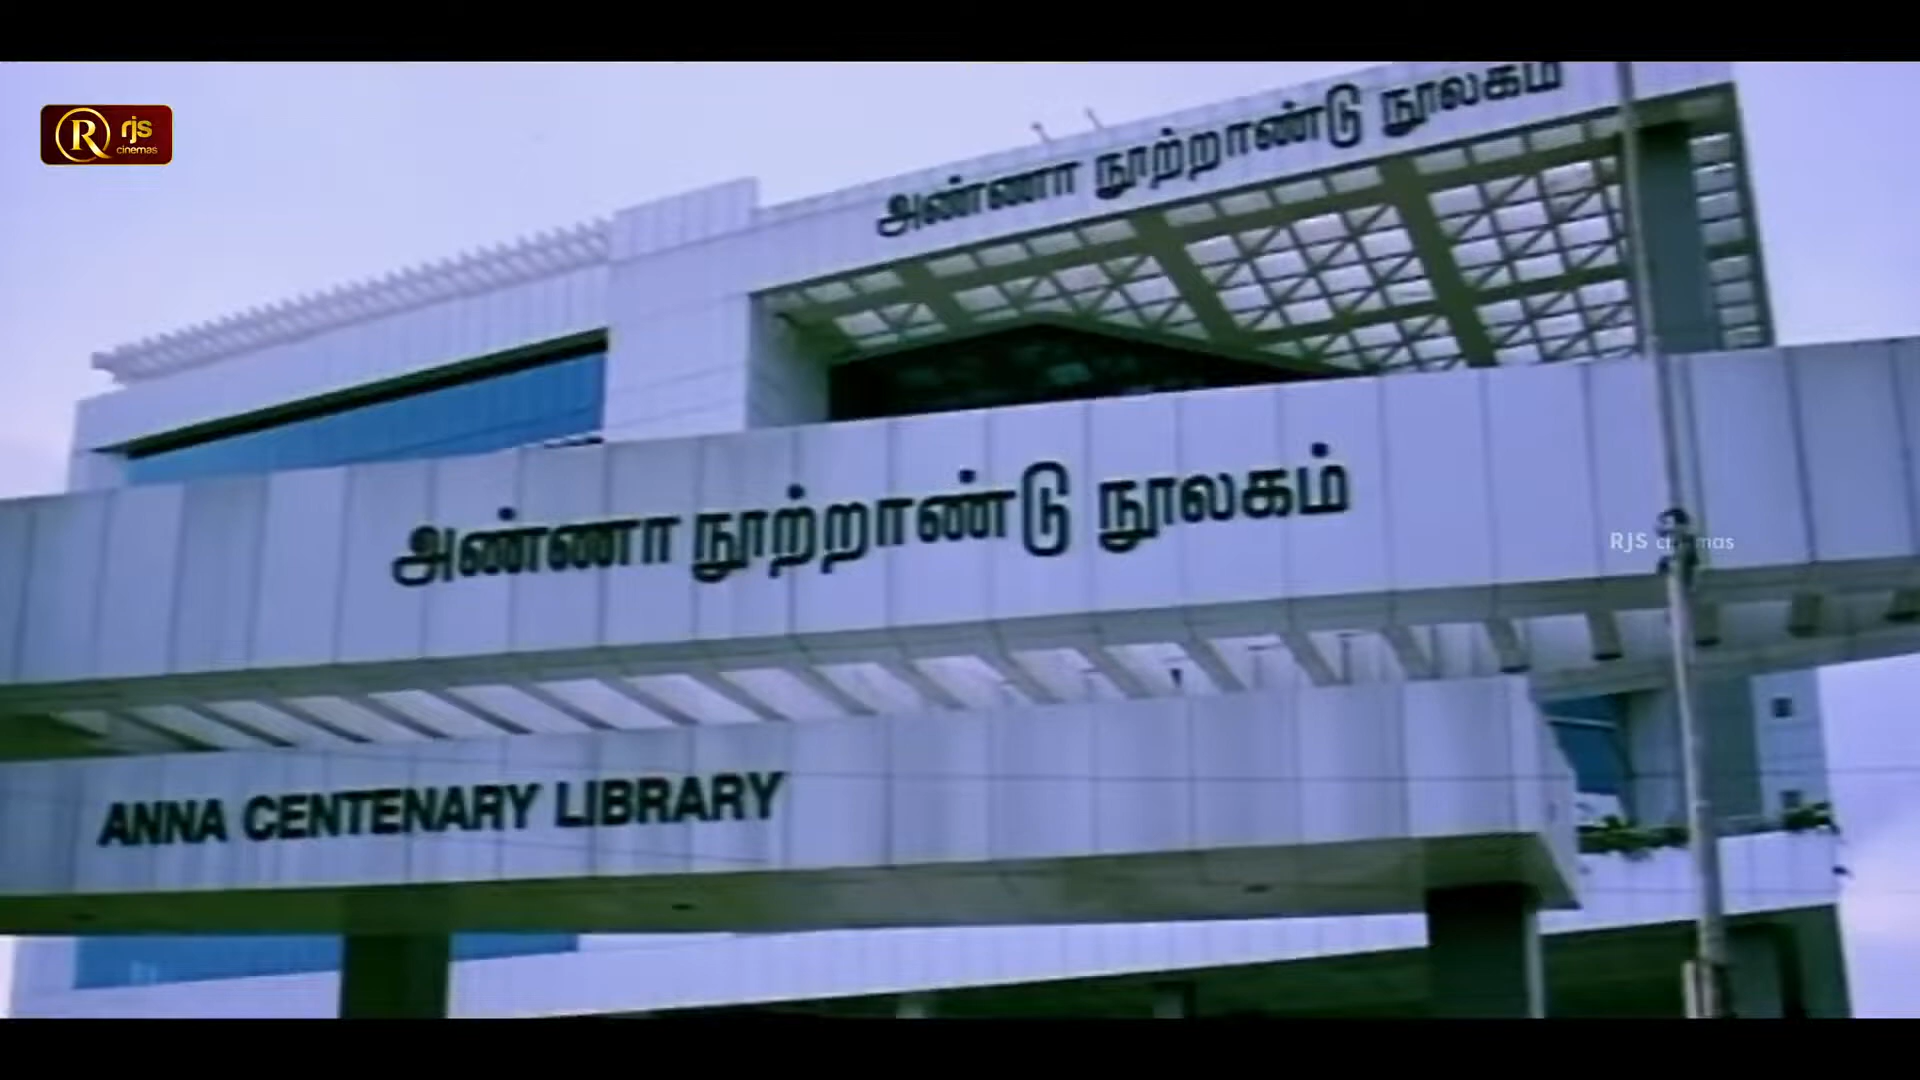 R rjs
cinemas
அண்ணா நூற்றாண்டு நூலகம்
அண்ணா நூற்றாண்டு நூலகம்
RJS cinemas
ANNA CENTENARY LIBRARY